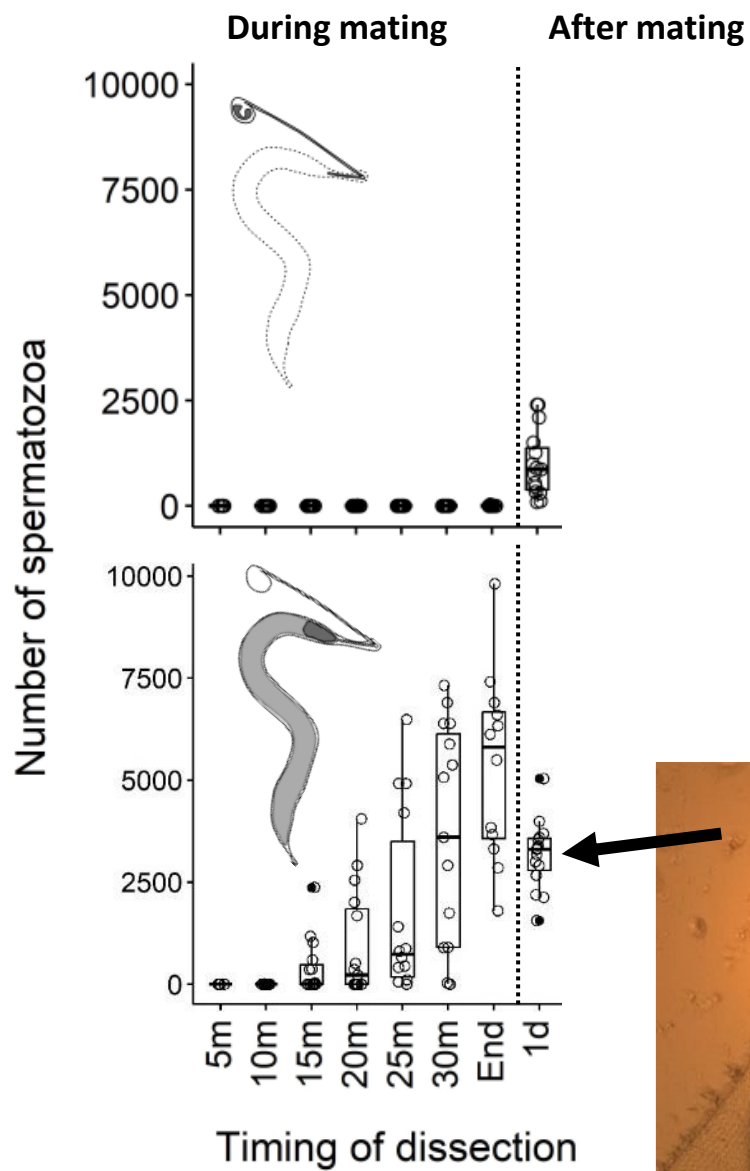 During mating After mating
10000
7500
5000
2500
0
10000
7500
5000
2500
0
Number of spermatozoa
5m 10m 15m 20m 25m 30m End 1d
Timing of dissection